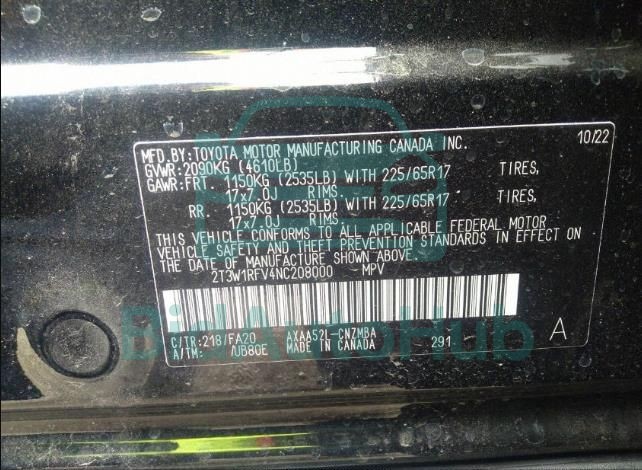 MFD.BY:TOYOTA MOTOR MANUFACTURING CANADA INC. 10/22
GVWR:2090KG (4610LB)
GAWR:FRT. 1150KG (2535LB) WITH 225/65R17 TIRES,
17x7.0J RIMS
RR. 1150KG (2535LB) WITH 225/65R17 TIRES,
17x7.0J RIMS
THIS VEHICLE CONFORMS TO ALL APPLICABLE FEDERAL MOTOR
VEHICLE SAFETY AND THEFT PREVENTION STANDARDS IN EFFECT ON
THE DATE OF MANUFACTURE SHOWN ABOVE.
2T3W1RFV4NC208000 MPV
C/TR:218/FA20 AXAA52L-CNZMBA A
A/TM: /UB80E MADE IN CANADA 291
BidAutoHub